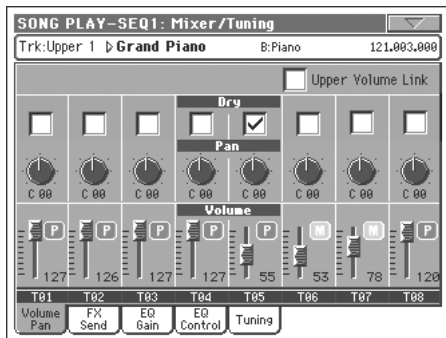 SONG PLAY-SEQ1: Mixer/Tuning
Trk:Upper 1 Grand Piano B:Piano 121.003.000
Upper Volume Link
Dry
Pan
C 00 C 00 C 00 C 00 C 00 C 00 C 00 C 00
Volume
P P P P P M M P
127 126 127 127 55 53 78 120
T01 T02 T03 T04 T05 T06 T07 T08
Volume Pan FX Send EQ Gain EQ Control Tuning